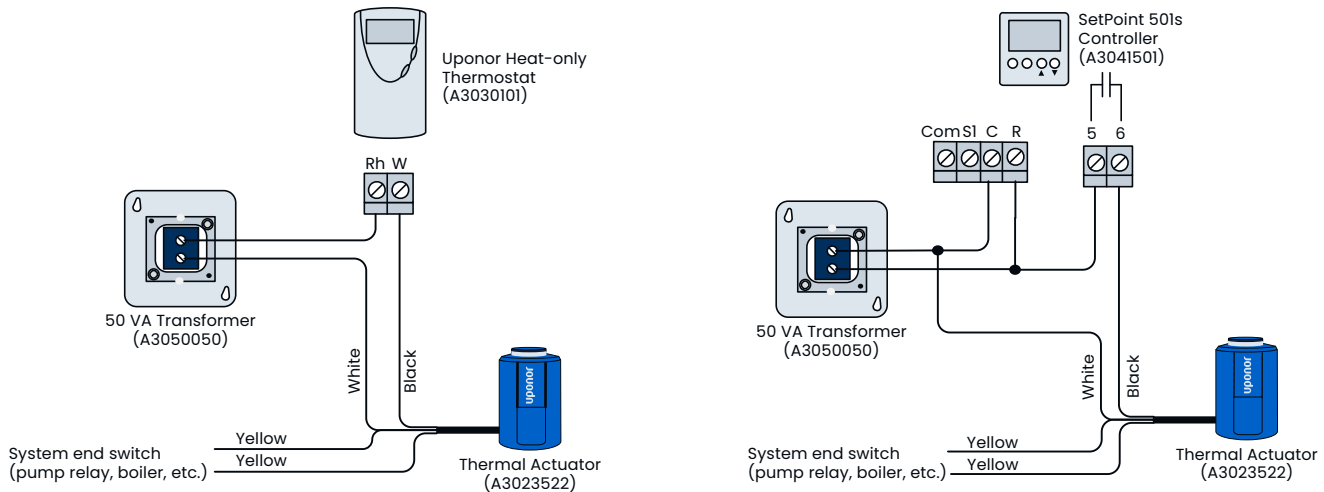 Uponor Heat-only
Thermostat
(A3030101)
Rh W
50 VA Transformer
(A3050050)
White
Black
uponor
System end switch
(pump relay, boiler, etc.)
Yellow
Yellow
Thermal Actuator
(A3023522)
SetPoint 501s
Controller
(A3041501)
Com S1 C R
5 6
50 VA Transformer
(A3050050)
White
Black
uponor
System end switch
(pump relay, boiler, etc.)
Yellow
Yellow
Thermal Actuator
(A3023522)